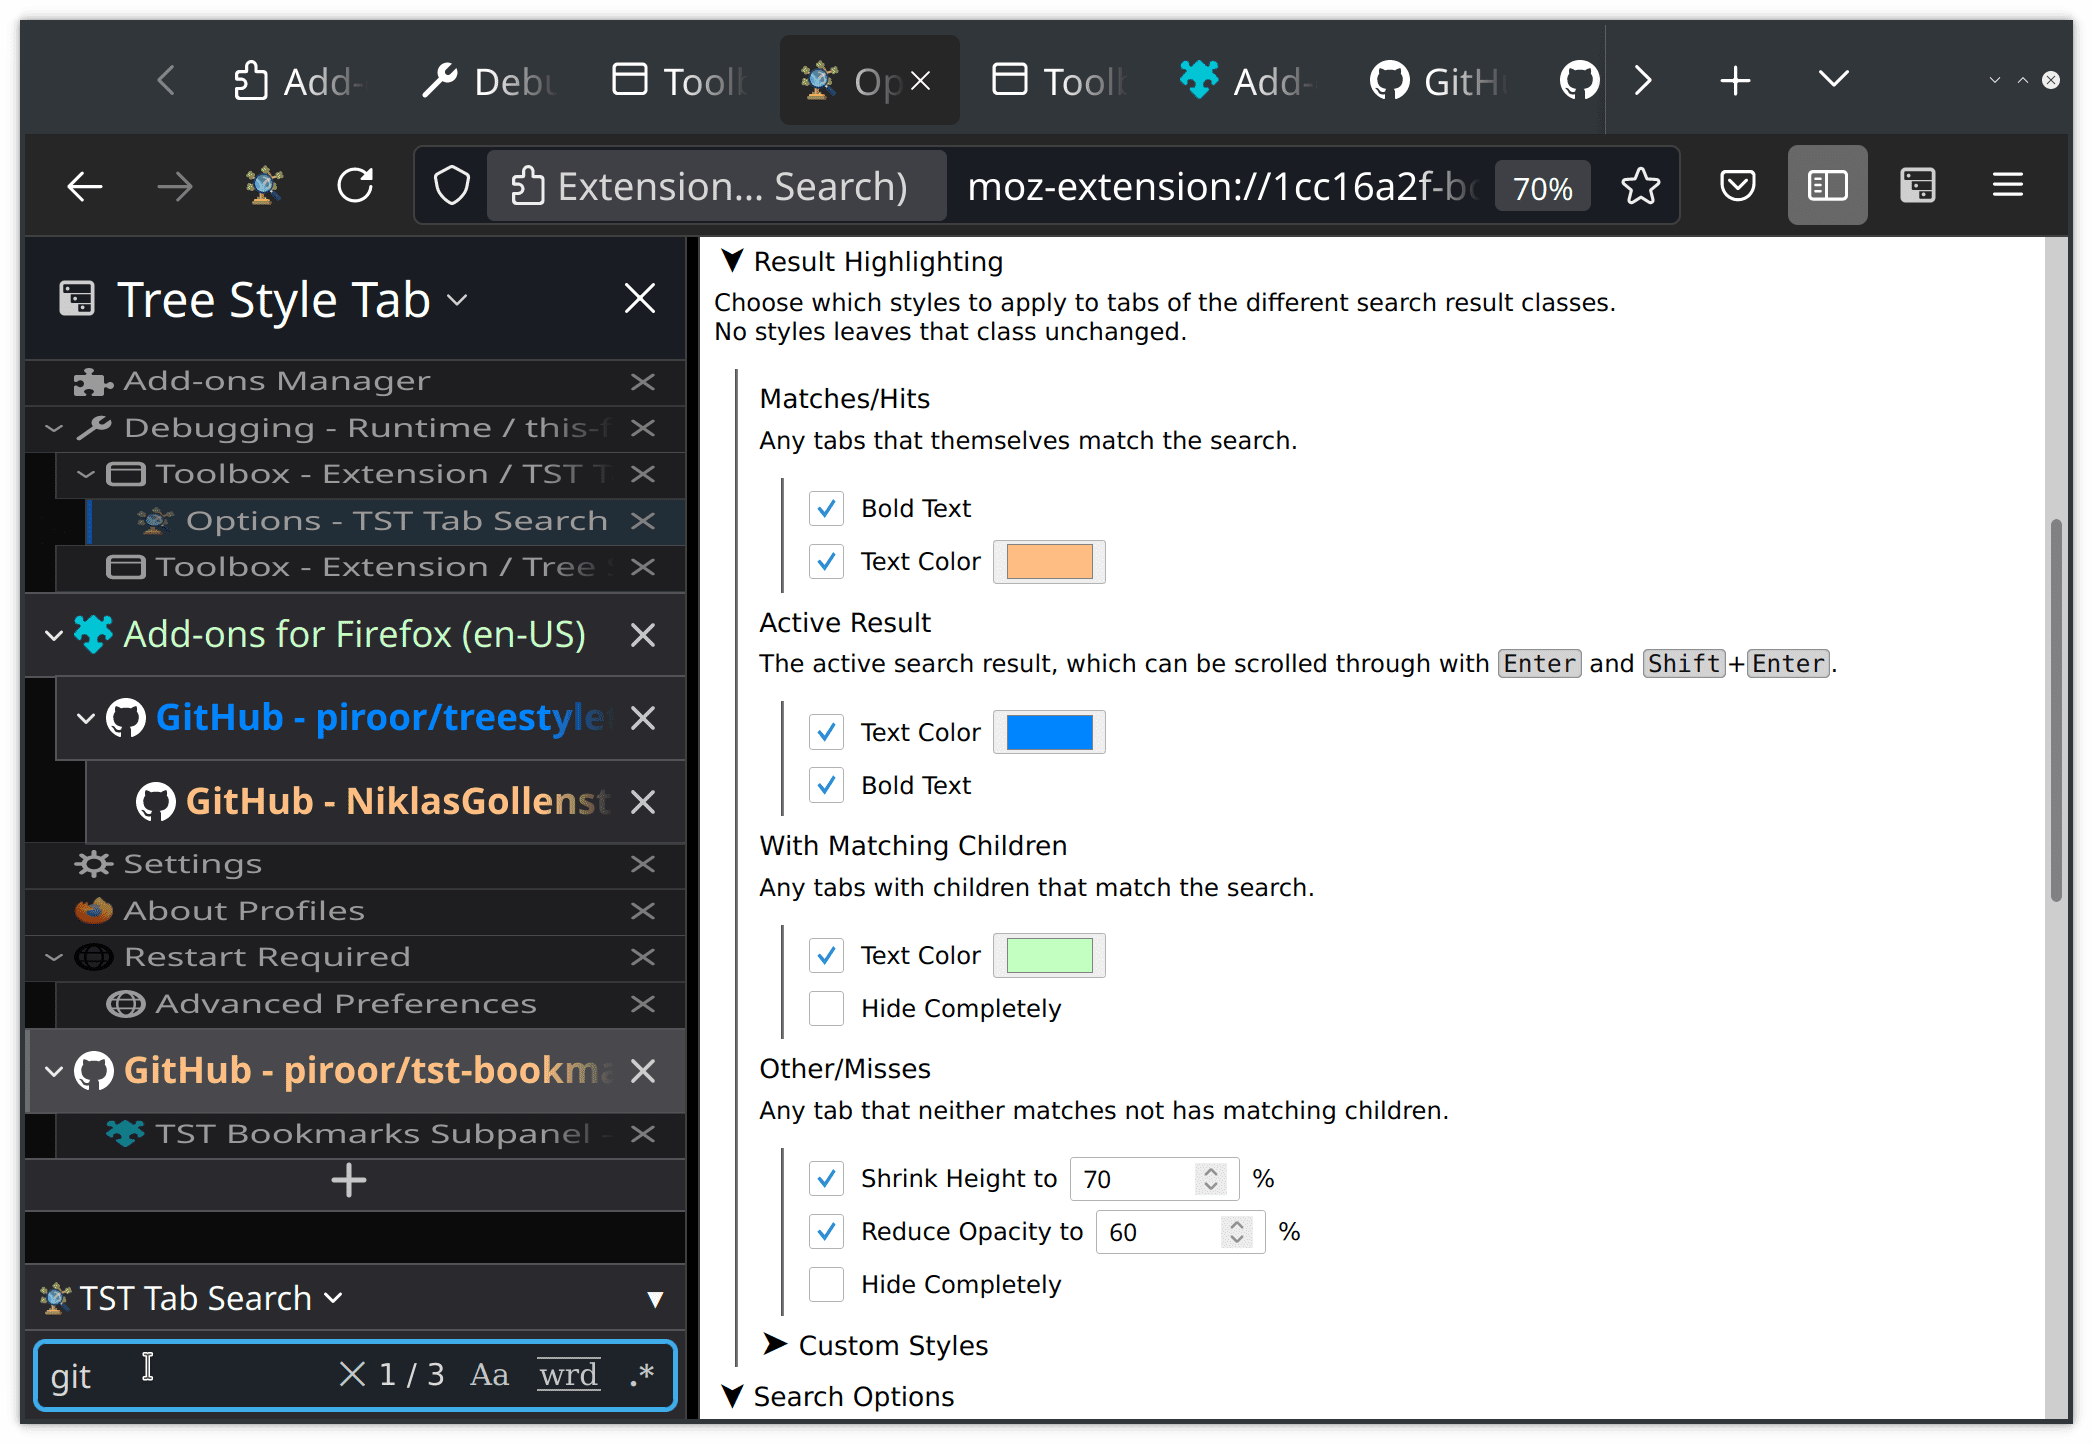 Add-
Debu
Toolb
Op
Toolb
Add-
GitHu
Extension... Search)
moz-extension://1cc16a2f-bc
70%
Tree Style Tab
Add-ons Manager
Debugging - Runtime / this-f
Toolbox - Extension / TST T
Options - TST Tab Search
Toolbox - Extension / Tree S
Add-ons for Firefox (en-US)
GitHub - piroor/treestylet
GitHub - NiklasGollenst
Settings
About Profiles
Restart Required
Advanced Preferences
GitHub - piroor/tst-bookma
TST Bookmarks Subpanel -
TST Tab Search
git
1 / 3
Aa
wrd
.*
Result Highlighting
Choose which styles to apply to tabs of the different search result classes.
No styles leaves that class unchanged.
Matches/Hits
Any tabs that themselves match the search.
Bold Text
Text Color
Active Result
The active search result, which can be scrolled through with Enter and Shift+Enter.
Text Color
Bold Text
With Matching Children
Any tabs with children that match the search.
Text Color
Hide Completely
Other/Misses
Any tab that neither matches not has matching children.
Shrink Height to 70 %
Reduce Opacity to 60 %
Hide Completely
Custom Styles
Search Options